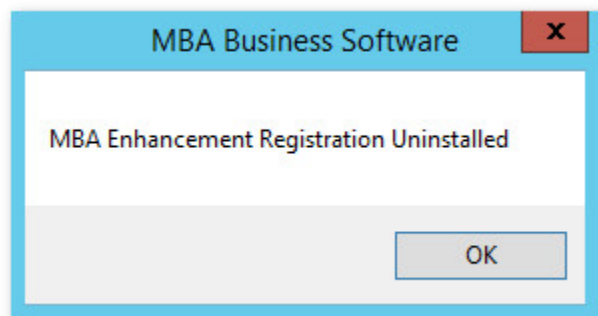 MBA Business Software
x
MBA Enhancement Registration Uninstalled
OK